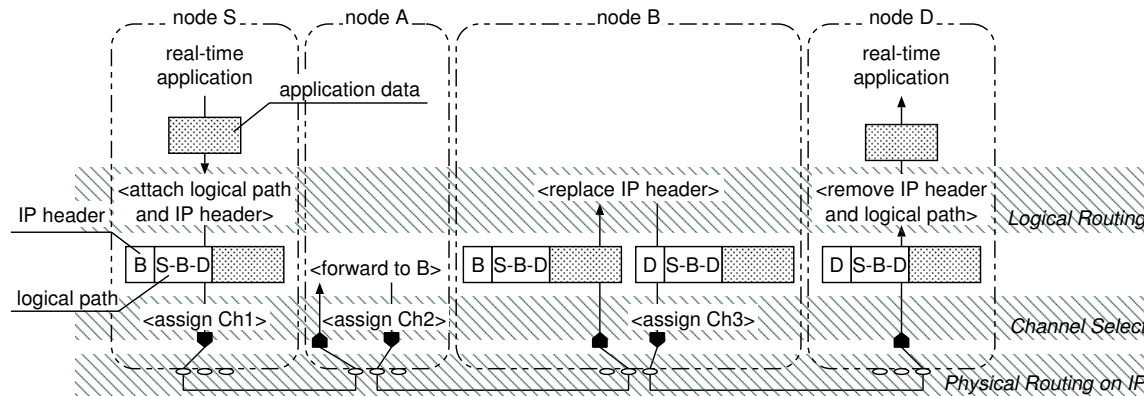 node S
node A
node B
node D
real-time
application
real-time
application
application data
<attach logical path
and IP header>
<replace IP header>
<remove IP header
and logical path>
Logical Routing
IP header
B S-B-D
B S-B-D
D S-B-D
D S-B-D
<forward to B>
logical path
<assign Ch1>
<assign Ch2>
<assign Ch3>
Channel Select
Physical Routing on IP